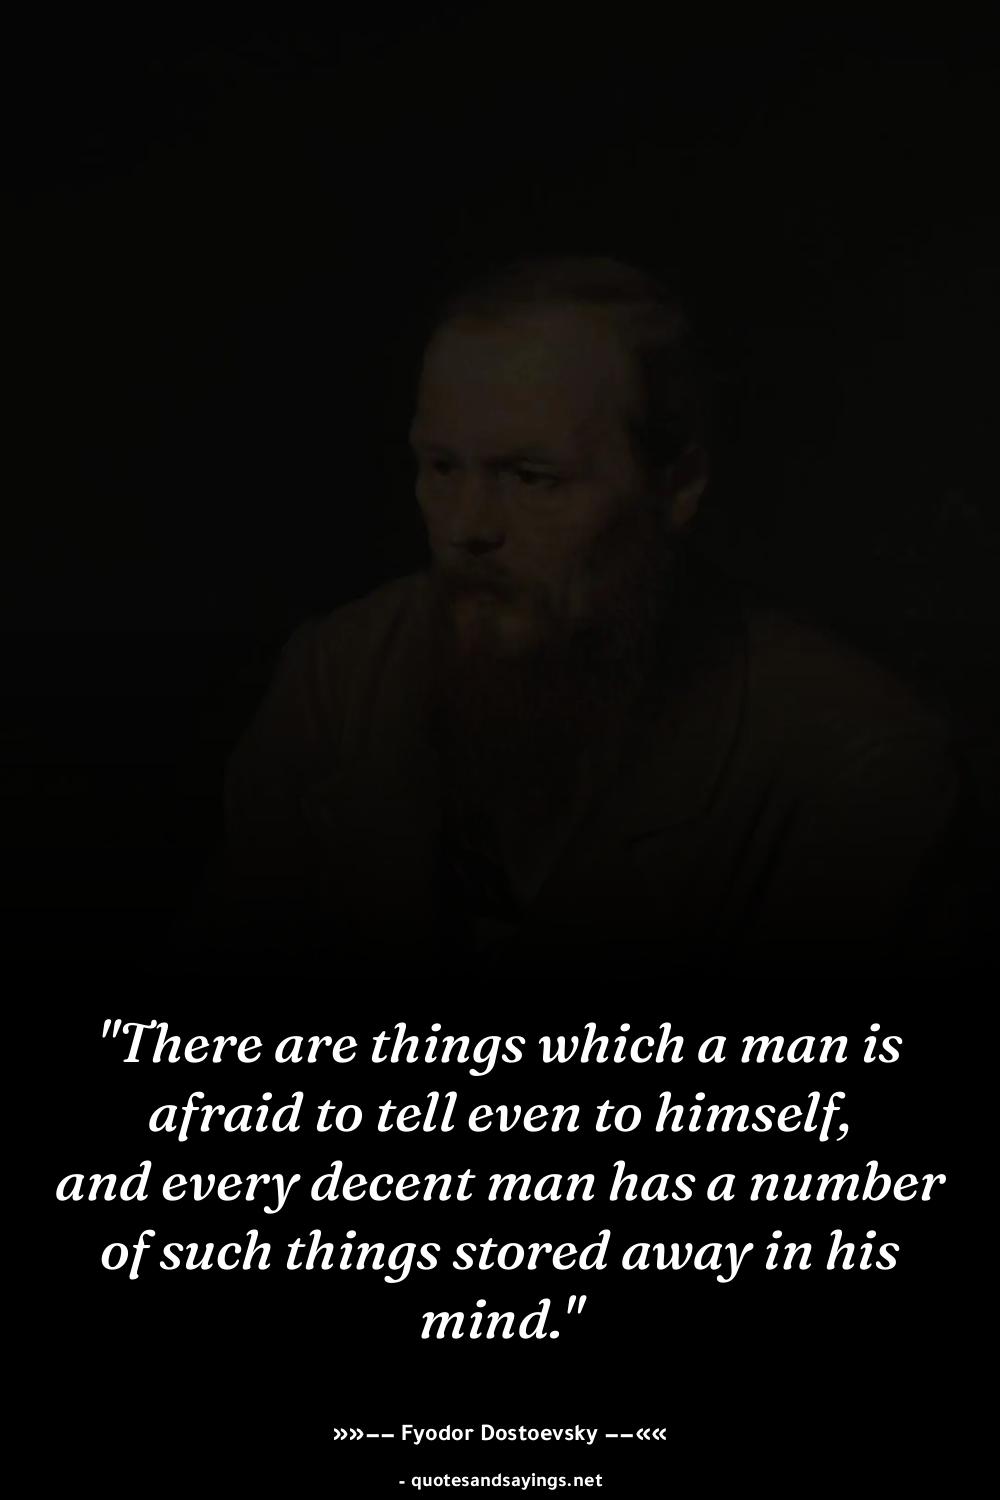 "There are things which a man is
afraid to tell even to himself,
and every decent man has a number
of such things stored away in his
mind."
»»−− Fyodor Dostoevsky −−««
- quotesandsayings.net